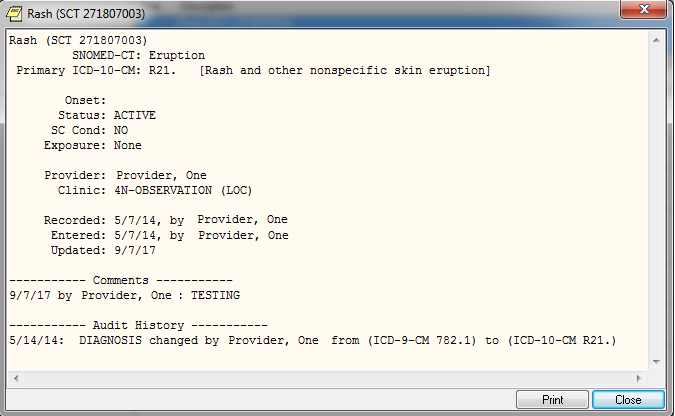 Rash (SCT 271807003)
Rash (SCT 271807003)
SNOMED-CT: Eruption
Primary ICD-10-CM: R21. [Rash and other nonspecific skin eruption]
Onset:
Status: ACTIVE
SC Cond: NO
Exposure: None
Provider: Provider, One
Clinic: 4N-OBSERVATION (LOC)
Recorded: 5/7/14, by Provider, One
Entered: 5/7/14, by Provider, One
Updated: 9/7/17
----------- Comments -----------
9/7/17 by Provider, One : TESTING
----------- Audit History -----------
5/14/14: DIAGNOSIS changed by Provider, One from (ICD-9-CM 782.1) to (ICD-10-CM R21.)
Print Close